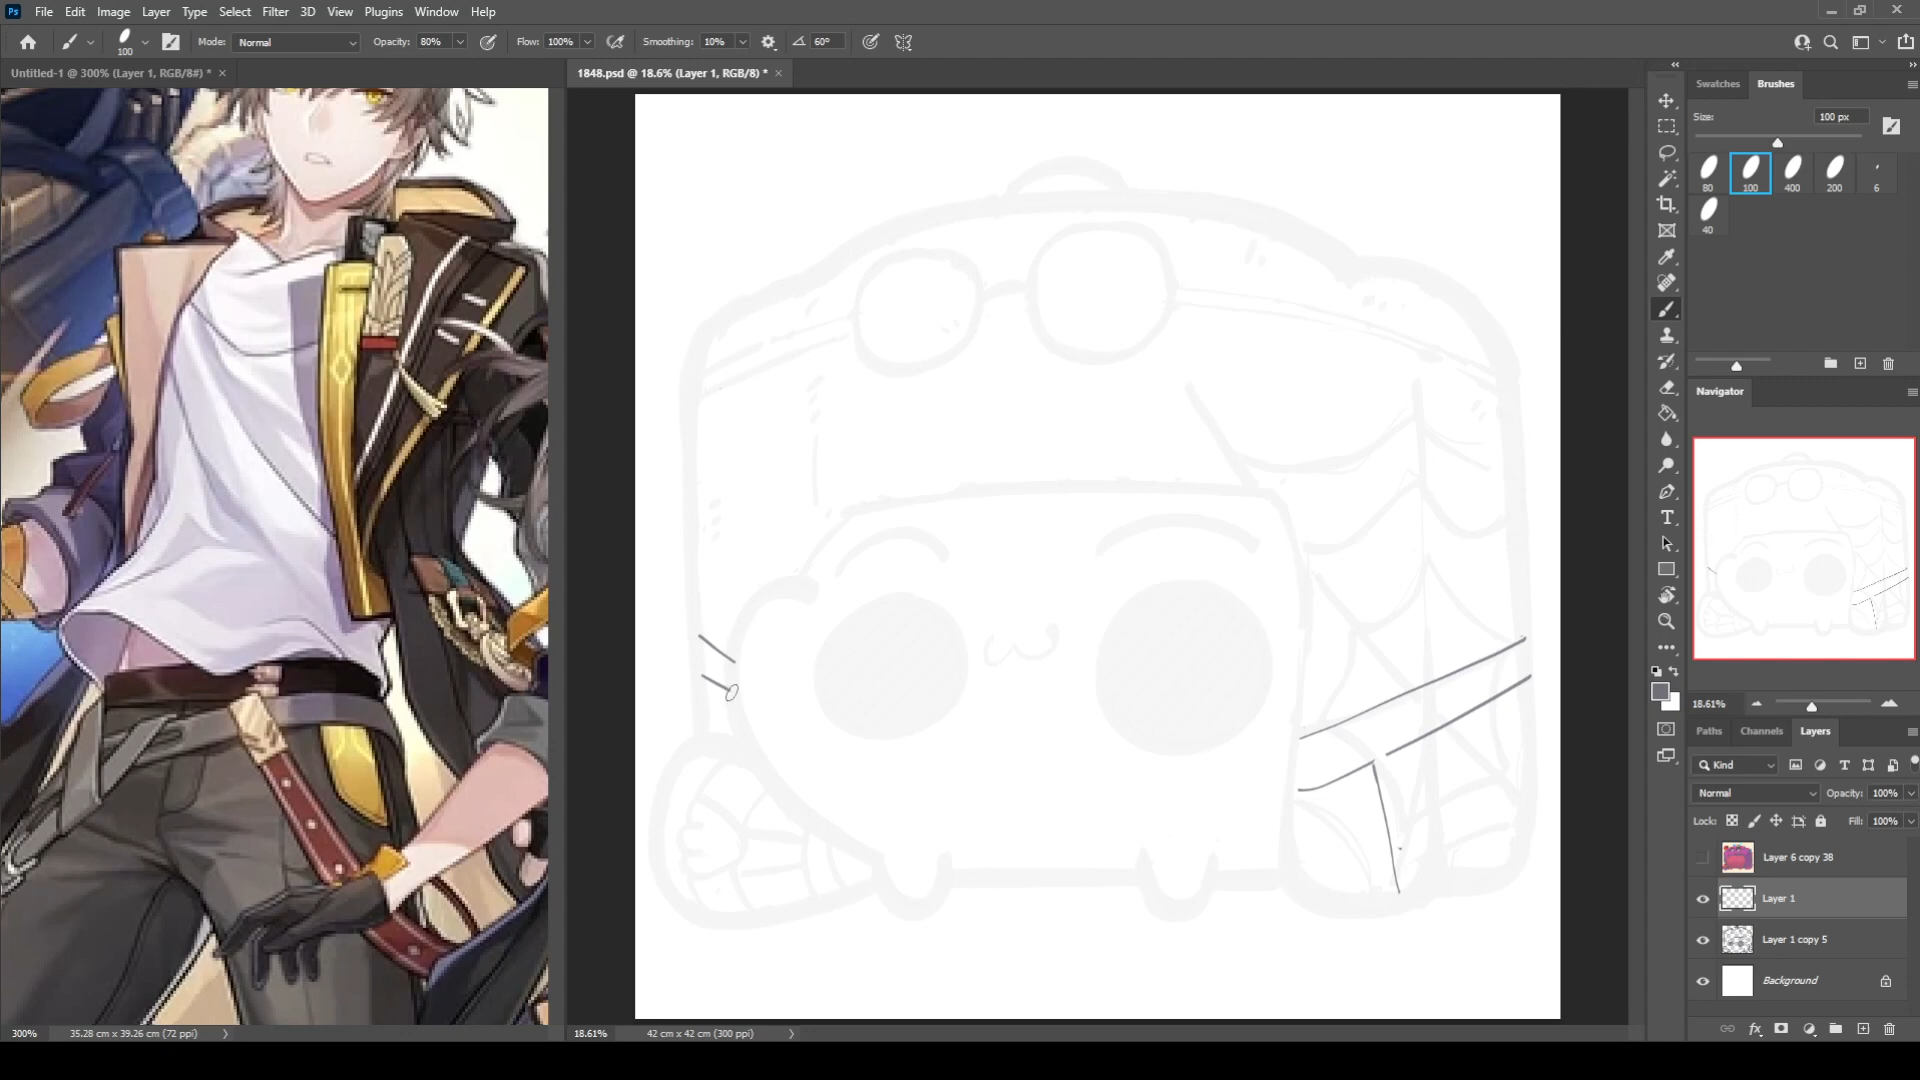 Ps File Edit Image Layer Type Select Filter 3D View Plugins Window Help
100 Mode: Normal Opacity: 80% Flow: 100% Smoothing: 10% 60°
Untitled-1 @ 300% (Layer 1, RGB/8#) * ×
1848.psd @ 18.6% (Layer 1, RGB/8) * ×
Swatches Brushes
Size: 100 px
80 100 400 200 6
40
Navigator
18.61%
Paths Channels Layers
Kind
Normal Opacity: 100%
Lock: Fill: 100%
Layer 6 copy 38
Layer 1
Layer 1 copy 5
Background
fx
300% 35.28 cm x 39.26 cm (72 ppi)
18.61% 42 cm x 42 cm (300 ppi)